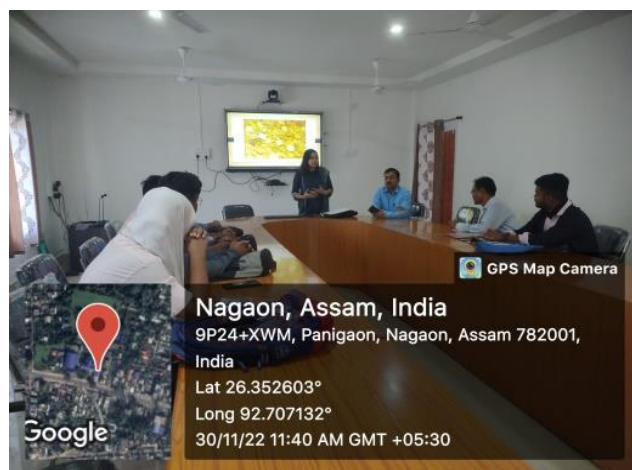 GPS Map Camera
Nagaon, Assam, India
9P24+XWM, Panigaon, Nagaon, Assam 782001,
India
Lat 26.352603°
Long 92.707132°
30/11/22 11:40 AM GMT +05:30
Google